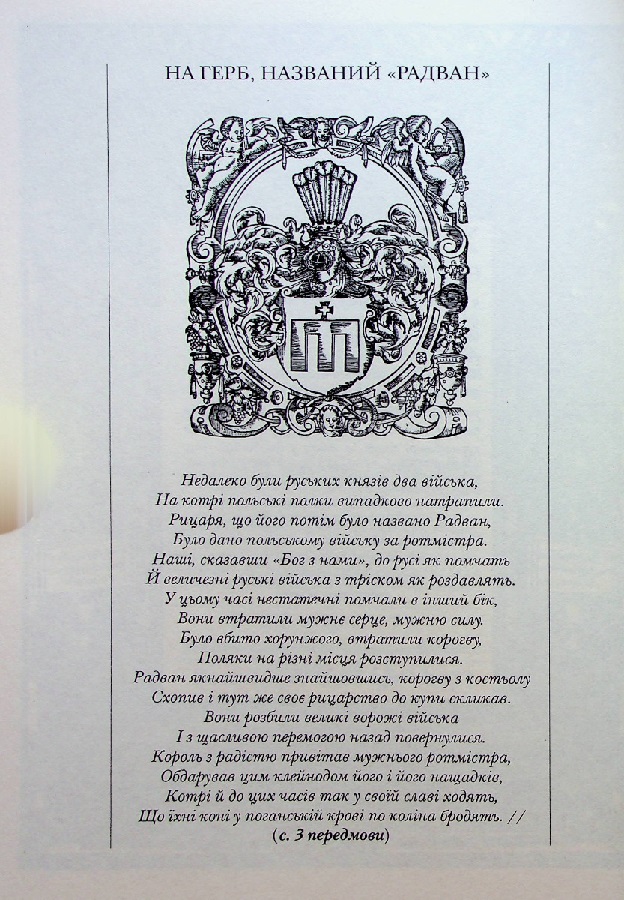 НА ГЕРБ, НАЗВАНИЙ «РАДВАН»
Недалеко були руських князів два війська,
На котрі польські полки випадково натрапили.
Рицаря, що його потім було названо Радван,
Було дано польському війську за ротмістра.
Наші, сказавши «Бог з нами», до русі як помчать
Й величезні руські війська з тріском як роздавлять.
У цьому часі нестатечні помчали в інший бік,
Вони втратили мужнє серце, мужню силу.
Було вбито хорунжого, втратили корогву,
Поляки на різні місця розступилися.
Радван якнайшвидше знайшовшись, корогву з костьолу
Схопив і тут же своє рицарство до купи скликав.
Вони розбили великі ворожі війська
І з щасливою перемогою назад повернулися.
Король з радістю привітав мужнього ротмістра,
Обдарував цим клейнодом його і його нащадків,
Котрі й до цих часів так у своїй славі ходять,
Що їхні коні у поганській крові по коліна бродять. //
(с. 3 передмови)